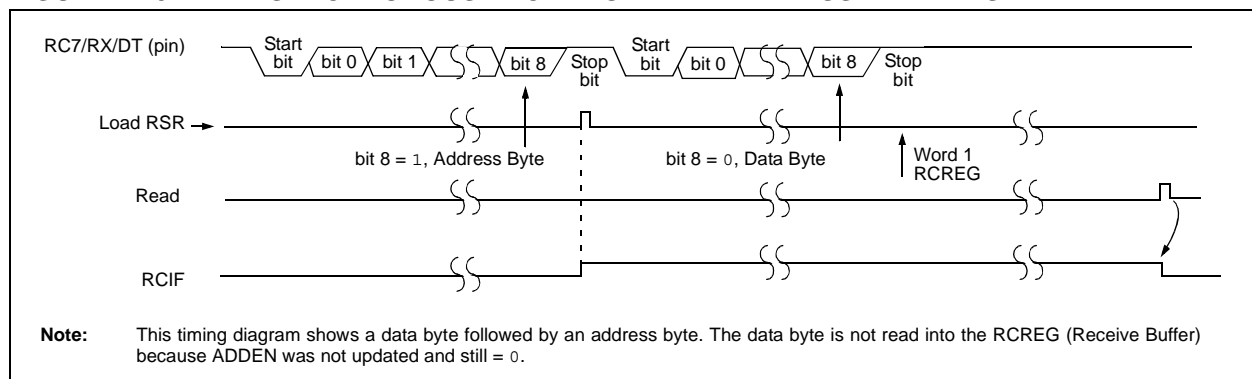 RC7/RX/DT (pin)
Start bit
bit 0
bit 1
bit 8
Stop bit
Start bit
bit 0
bit 8
Stop bit
Load RSR
bit 8 = 1, Address Byte
bit 8 = 0, Data Byte
Word 1 RCREG
Read
RCIF
Note: This timing diagram shows a data byte followed by an address byte. The data byte is not read into the RCREG (Receive Buffer)
because ADDEN was not updated and still = 0.